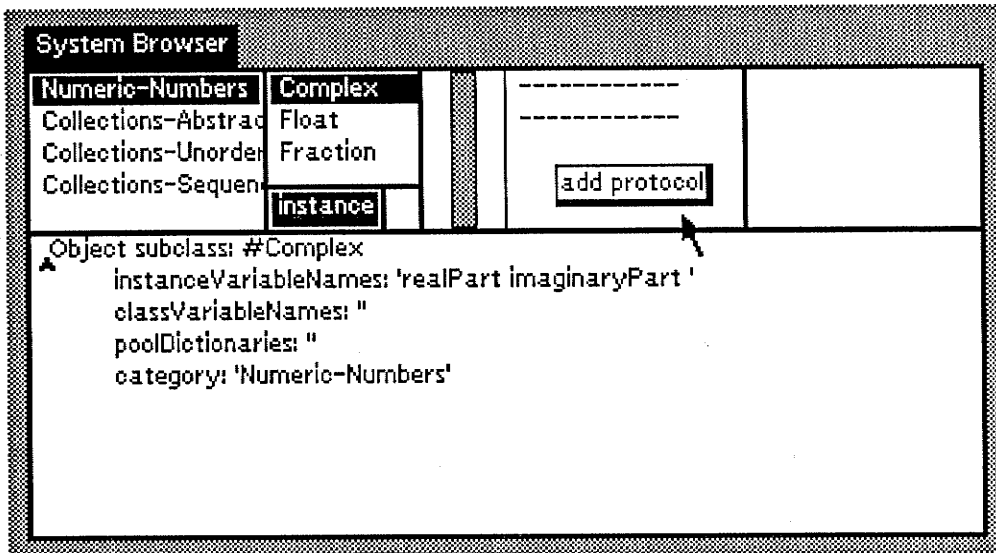 System Browser
Numeric-Numbers
Collections-Abstrac
Collections-Unorder
Collections-Sequen
Complex
Float
Fraction
instance
------------
------------
add protocol
Object subclass: #Complex
instanceVariableNames: 'realPart imaginaryPart '
classVariableNames: ''
poolDictionaries: ''
category: 'Numeric-Numbers'